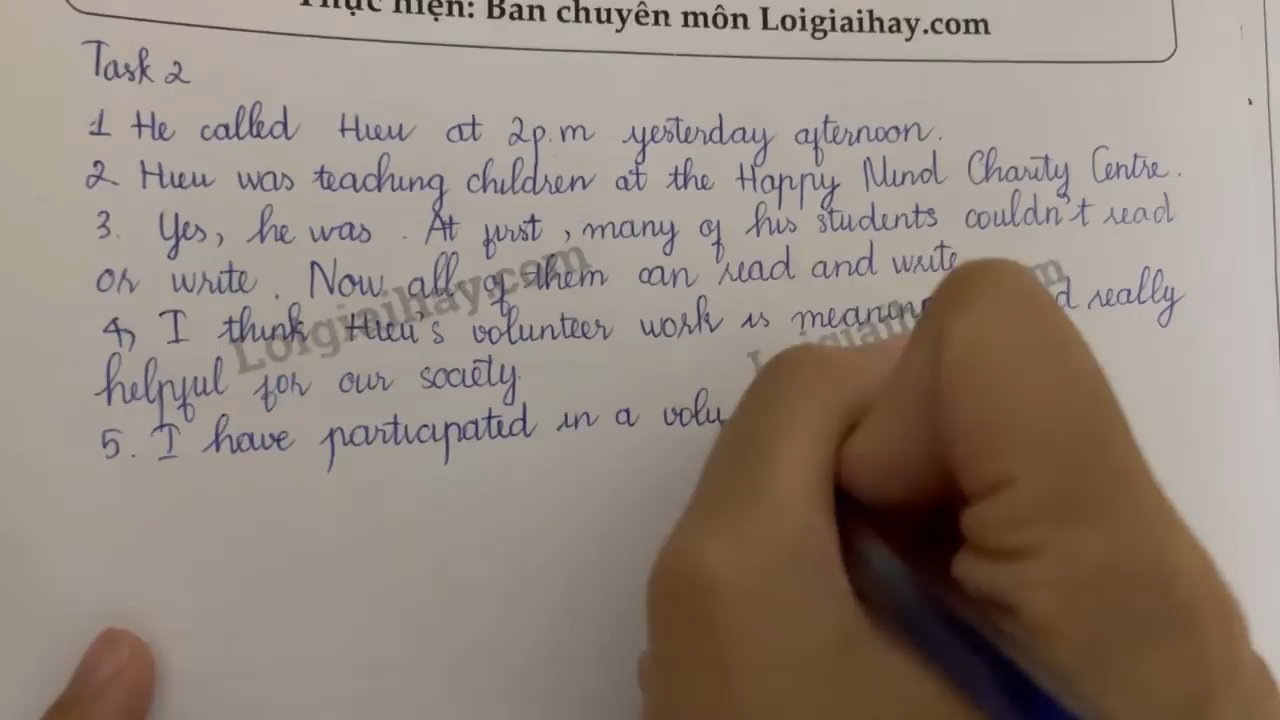 Thực hiện: Ban chuyên môn Loigiaihay.com
Task 2
1 He called Hieu at 2p.m yesterday afternoon.
2 Hieu was teaching children at the Happy Mind Charity Centre.
3. Yes, he was. At first, many of his students couldn't read
or write. Now all of them can read and write
4, I think Hieu's volunteer work is really
helpful for our society.
5. I have participated in a
Loigiaihay.com